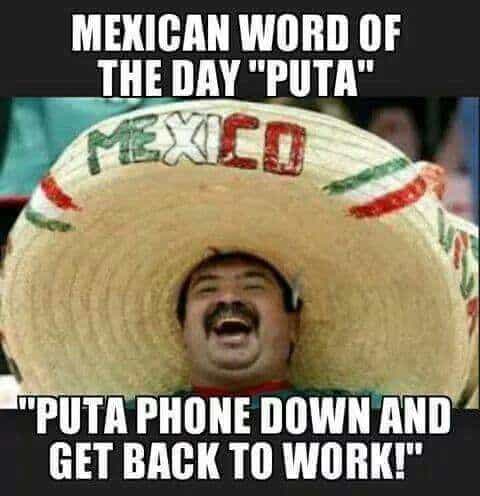 MEXICAN WORD OF
THE DAY "PUTA"
MEXICO
"PUTA PHONE DOWN AND
GET BACK TO WORK!"